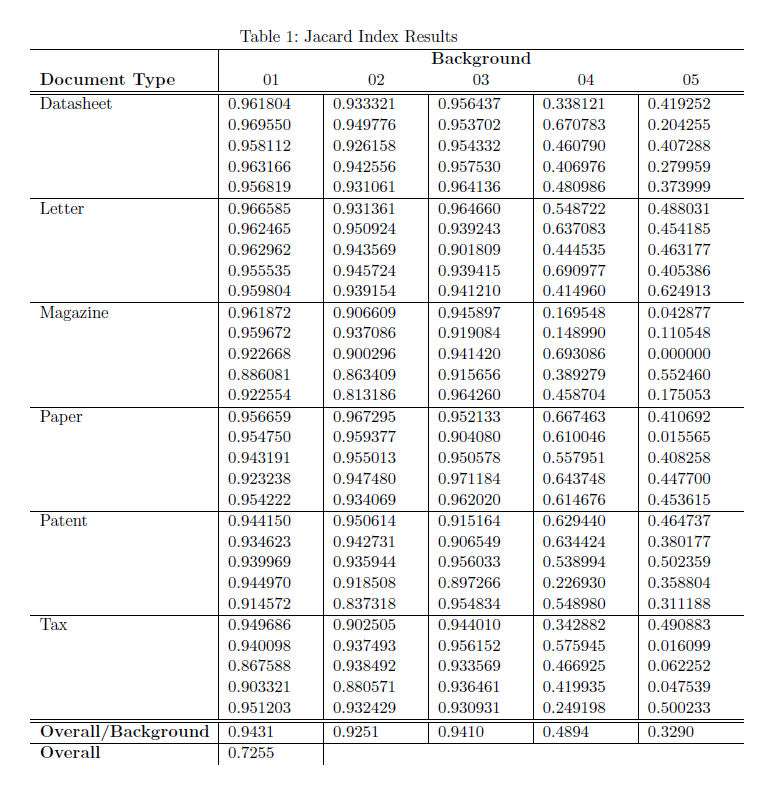 Table 1: Jacard Index Results
Background
Document Type 01 02 03 04 05
Datasheet 0.961804 0.933321 0.956437 0.338121 0.419252
0.969550 0.949776 0.953702 0.670783 0.204255
0.958112 0.926158 0.954332 0.460790 0.407288
0.963166 0.942556 0.957530 0.406976 0.279959
0.956819 0.931061 0.964136 0.480986 0.373999
Letter 0.966585 0.931361 0.964660 0.548722 0.488031
0.962465 0.950924 0.939243 0.637083 0.454185
0.962962 0.943569 0.901809 0.444535 0.463177
0.955535 0.945724 0.939415 0.690977 0.405386
0.959804 0.939154 0.941210 0.414960 0.624913
Magazine 0.961872 0.906609 0.945897 0.169548 0.042877
0.959672 0.937086 0.919084 0.148990 0.110548
0.922668 0.900296 0.941420 0.693086 0.000000
0.886081 0.863409 0.915656 0.389279 0.552460
0.922554 0.813186 0.964260 0.458704 0.175053
Paper 0.956659 0.967295 0.952133 0.667463 0.410692
0.954750 0.959377 0.904080 0.610046 0.015565
0.943191 0.955013 0.950578 0.557951 0.408258
0.923238 0.947480 0.971184 0.643748 0.447700
0.954222 0.934069 0.962020 0.614676 0.453615
Patent 0.944150 0.950614 0.915164 0.629440 0.464737
0.934623 0.942731 0.906549 0.634424 0.380177
0.939969 0.935944 0.956033 0.538994 0.502359
0.944970 0.918508 0.897266 0.226930 0.358804
0.914572 0.837318 0.954834 0.548980 0.311188
Tax 0.949686 0.902505 0.944010 0.342882 0.490883
0.940098 0.937493 0.956152 0.575945 0.016099
0.867588 0.938492 0.933569 0.466925 0.062252
0.903321 0.880571 0.936461 0.419935 0.047539
0.951203 0.932429 0.930931 0.249198 0.500233
Overall/Background 0.9431 0.9251 0.9410 0.4894 0.3290
Overall 0.7255